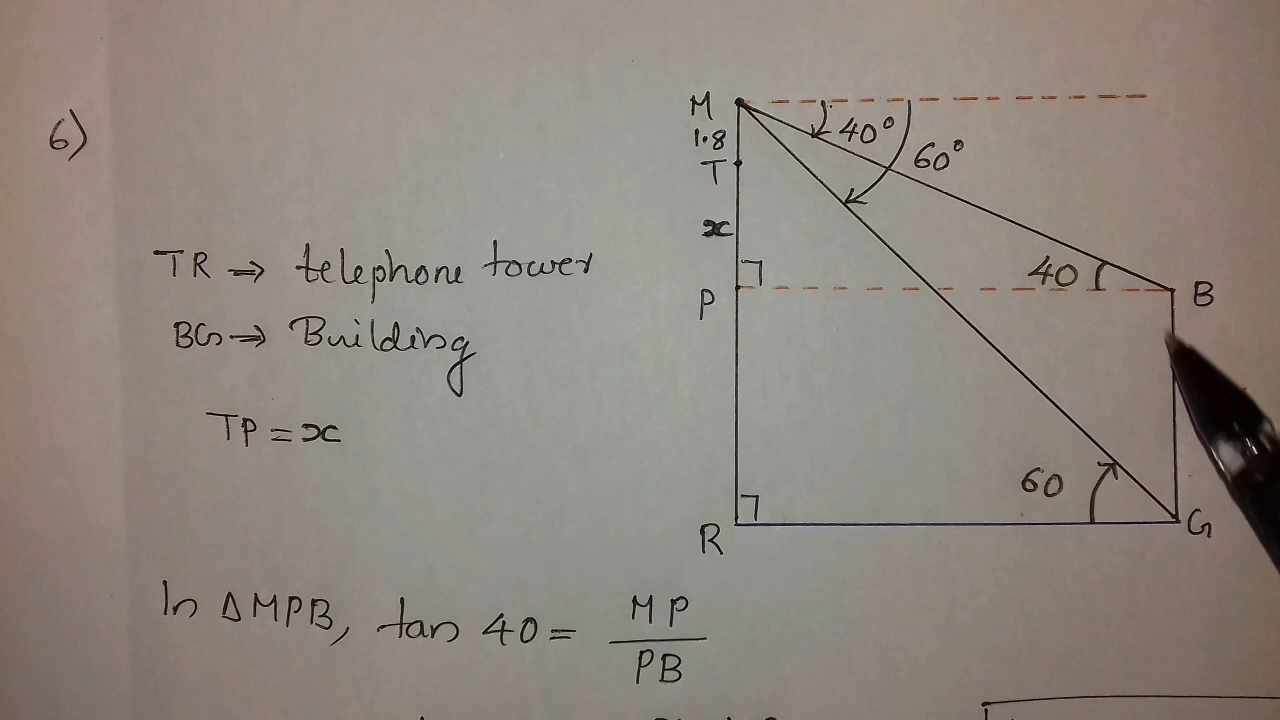 6)
M
1.8
T
x
P
R
40°
60°
40
B
60
G
TR ⇒ telephone tower
BG ⇒ Building
TP = x
In ΔMPB, tan 40 = MP
PB